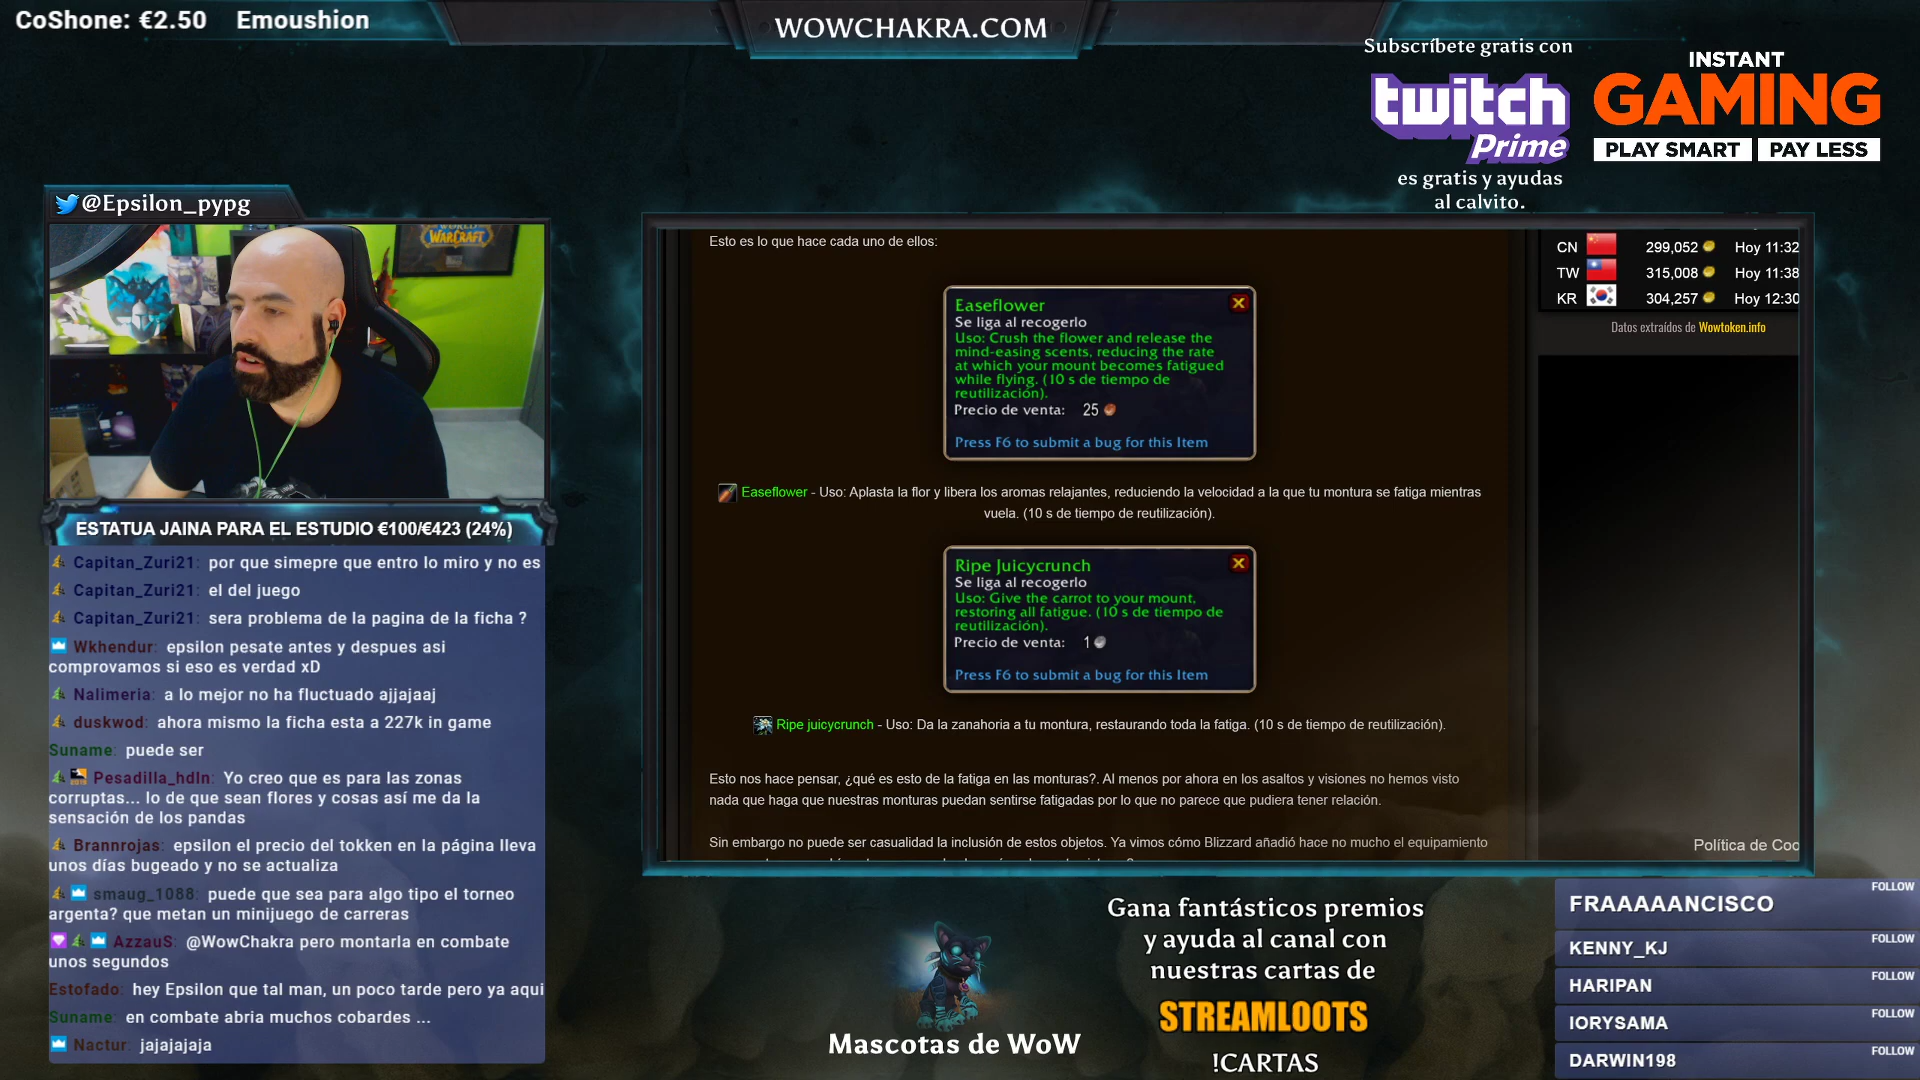 CoShone: €2.50 Emoushion
WOWCHAKRA.COM
Subscríbete gratis con
twitch
Prime
es gratis y ayudas
al calvito.
INSTANT
GAMING
PLAY SMART PAY LESS
@Epsilon_pypg
WORLD
WARCRAFT
ESTATUA JAINA PARA EL ESTUDIO €100/€423 (24%)
Capitan_Zuri21: por que simepre que entro lo miro y no es
Capitan_Zuri21: el del juego
Capitan_Zuri21: sera problema de la pagina de la ficha ?
Wkhendur: epsilon pesate antes y despues asi
comprovamos si eso es verdad xD
Nalimeria: a lo mejor no ha fluctuado ajjajaaj
duskwod: ahora mismo la ficha esta a 227k in game
Suname: puede ser
Pesadilla_hdln: Yo creo que es para las zonas
corruptas... lo de que sean flores y cosas así me da la
sensación de los pandas
Brannrojas: epsilon el precio del tokken en la página lleva
unos días bugeado y no se actualiza
smaug_1088: puede que sea para algo tipo el torneo
argenta? que metan un minijuego de carreras
AzzauS: @WowChakra pero montarla en combate
unos segundos
Estofado: hey Epsilon que tal man, un poco tarde pero ya aqui
Suname: en combate abria muchos cobardes ...
Nactur: jajajajaja
Esto es lo que hace cada uno de ellos:
Easeflower
Se liga al recogerlo
Uso: Crush the flower and release the
mind-easing scents, reducing the rate
at which your mount becomes fatigued
while flying. (10 s de tiempo de
reutilización).
Precio de venta: 25
Press F6 to submit a bug for this Item
Easeflower - Uso: Aplasta la flor y libera los aromas relajantes, reduciendo la velocidad a la que tu montura se fatiga mientras
vuela. (10 s de tiempo de reutilización).
Ripe Juicycrunch
Se liga al recogerlo
Uso: Give the carrot to your mount,
restoring all fatigue. (10 s de tiempo de
reutilización).
Precio de venta: 1
Press F6 to submit a bug for this Item
Ripe juicycrunch - Uso: Da la zanahoria a tu montura, restaurando toda la fatiga. (10 s de tiempo de reutilización).
Esto nos hace pensar, ¿qué es esto de la fatiga en las monturas?. Al menos por ahora en los asaltos y visiones no hemos visto
nada que haga que nuestras monturas puedan sentirse fatigadas por lo que no parece que pudiera tener relación.
Sin embargo no puede ser casualidad la inclusión de estos objetos. Ya vimos cómo Blizzard añadió hace no mucho el equipamiento
CN 299,052 Hoy 11:32
TW 315,008 Hoy 11:38
KR 304,257 Hoy 12:30
Datos extraídos de Wowtoken.info
Política de Coo
Mascotas de WoW
Gana fantásticos premios
y ayuda al canal con
nuestras cartas de
STREAMLOOTS
!CARTAS
FRAAAAANCISCO FOLLOW
KENNY_KJ FOLLOW
HARIPAN FOLLOW
IORYSAMA FOLLOW
DARWIN198 FOLLOW